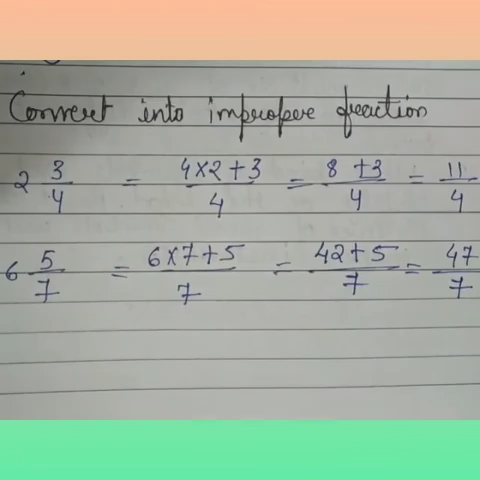 Convert into improper fraction
2 3/4 = 4×2+3/4 = 8+3/4 = 11/4
6 5/7 = 6×7+5/7 = 42+5/7 = 47/7